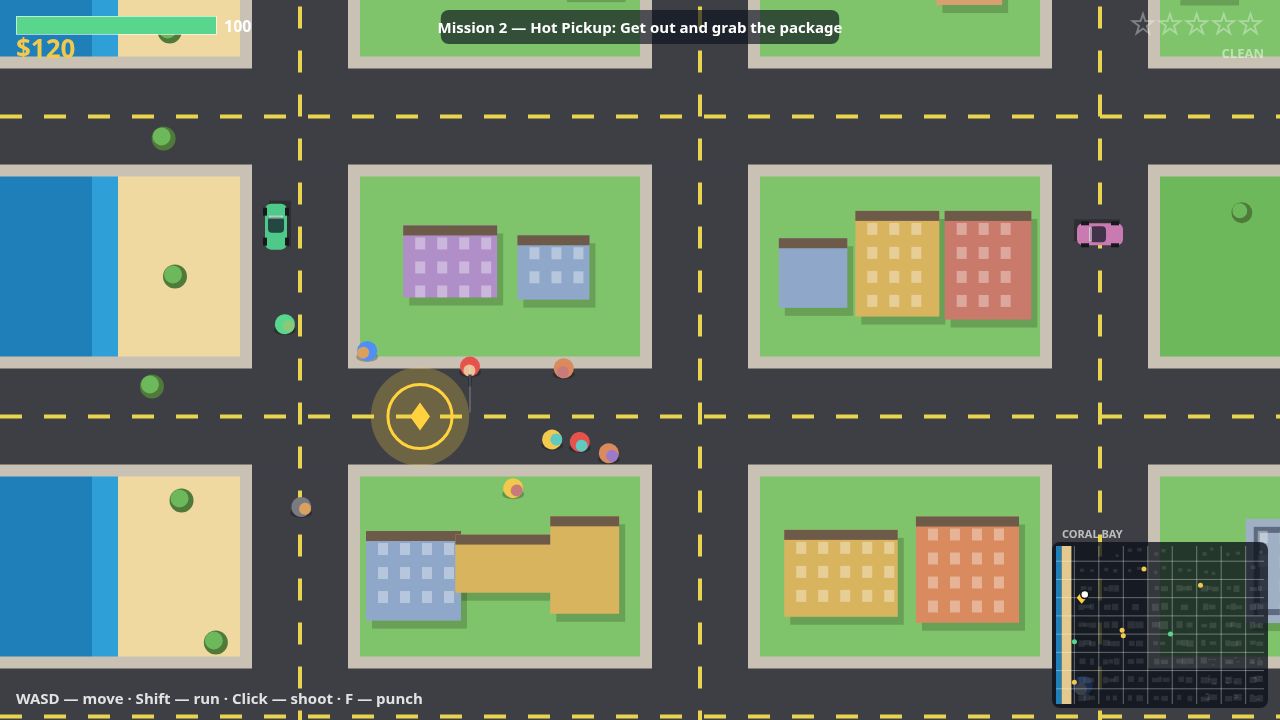 100
Mission 2 — Hot Pickup: Get out and grab the package
$120
CLEAN
CORAL BAY
WASD — move · Shift — run · Click — shoot · F — punch